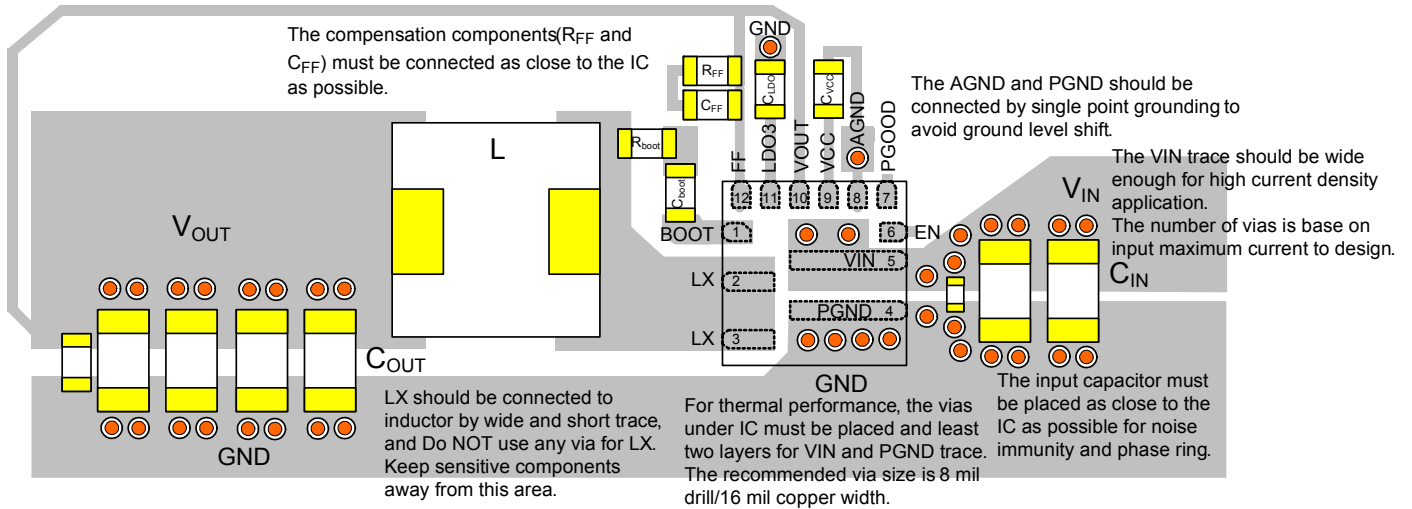 The compensation components(RFF and
CFF) must be connected as close to the IC
as possible.
GND
RFF
CFF
CLDO
CVCC
AGND
The AGND and PGND should be
connected by single point grounding to
avoid ground level shift.
The VIN trace should be wide
enough for high current density
application.
The number of vias is base on
input maximum current to design.
L
Rboot
Cboot
FF
LDO3
VOUT
VCC
PGOOD
12
11
10
9
8
7
VIN
VOUT
BOOT
1
6
EN
VIN
5
LX
2
CIN
PGND
4
LX
3
COUT
GND
LX should be connected to
inductor by wide and short trace,
and Do NOT use any via for LX.
Keep sensitive components
away from this area.
GND
For thermal performance, the vias
under IC must be placed and least
two layers for VIN and PGND trace.
The recommended via size is 8 mil
drill/16 mil copper width.
The input capacitor must
be placed as close to the
IC as possible for noise
immunity and phase ring.